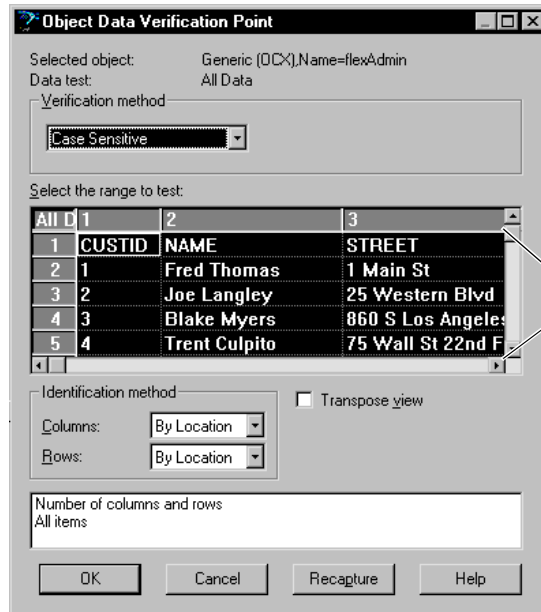 Object Data Verification Point
Selected object: Generic (OCX),Name=flexAdmin
Data test: All Data
Verification method
Case Sensitive
Select the range to test:
All D 1 2 3
1 CUSTID NAME STREET
2 1 Fred Thomas 1 Main St
3 2 Joe Langley 25 Western Blvd
4 3 Blake Myers 860 S Los Angeles
5 4 Trent Culpito 75 Wall St 22nd F
Identification method
Transpose view
Columns: By Location
Rows: By Location
Number of columns and rows
All items
OK Cancel Recapture Help